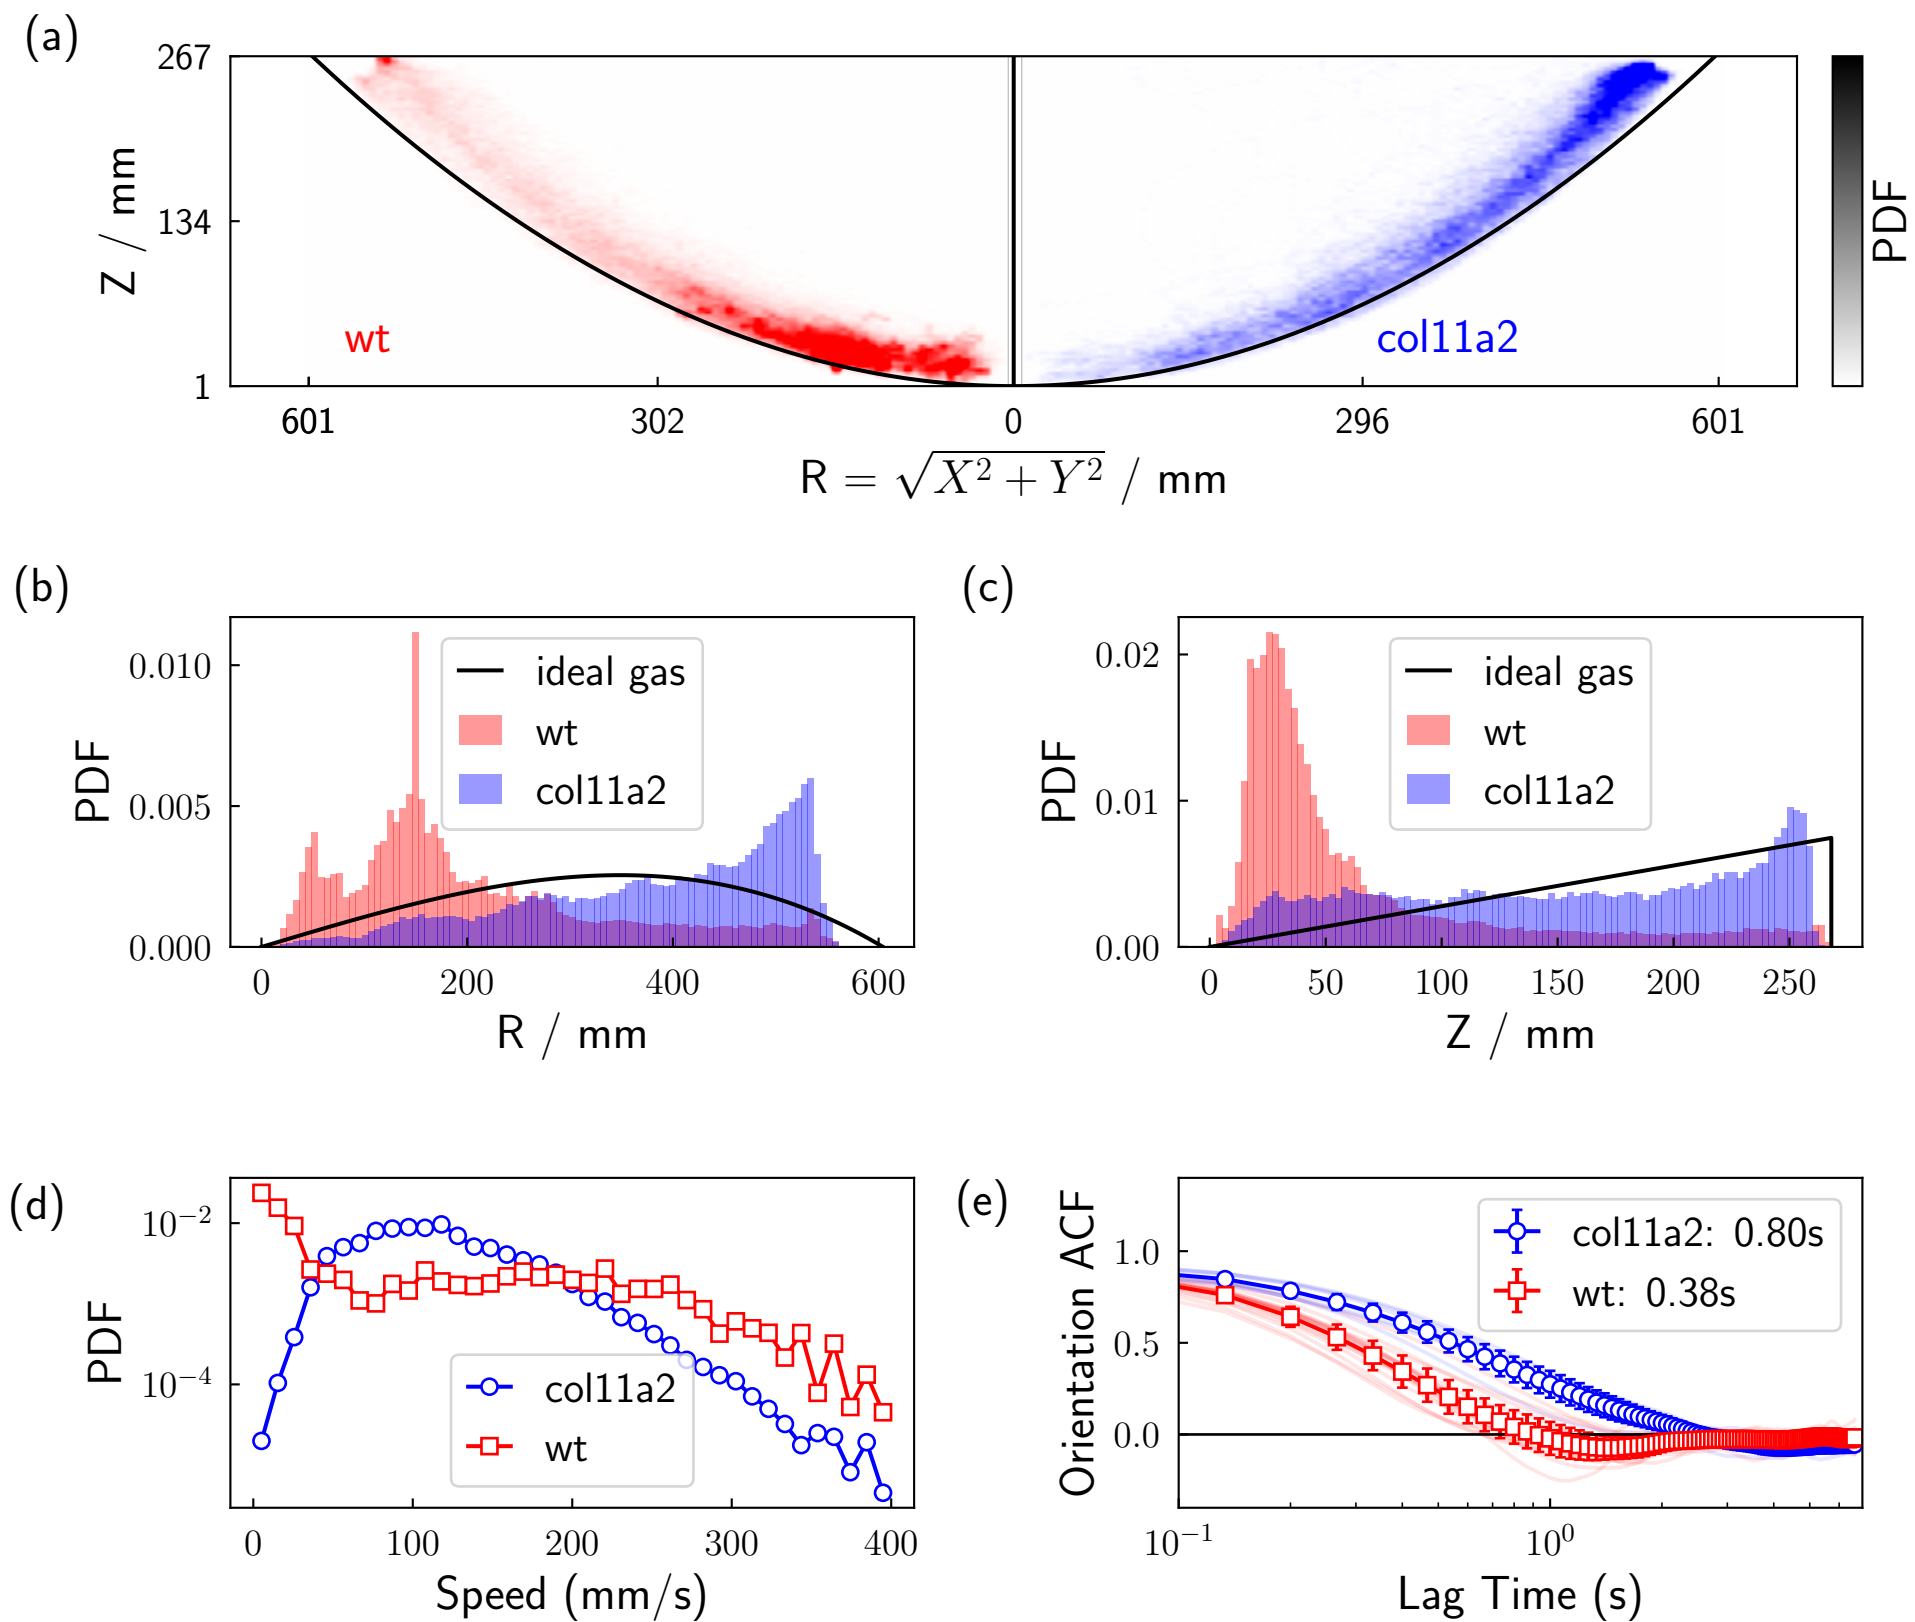 (a)
267
134
1
Z / mm
wt
col11a2
PDF
601
302
0
296
601
R = √X² + Y² / mm
(b)
0.010
0.005
0.000
PDF
ideal gas
wt
col11a2
0
200
400
600
R / mm
(c)
0.02
0.01
0.00
PDF
ideal gas
wt
col11a2
0
50
100
150
200
250
Z / mm
(d)
10⁻²
10⁻⁴
PDF
col11a2
wt
0
100
200
300
400
Speed (mm/s)
(e)
1.0
0.5
0.0
Orientation ACF
col11a2: 0.80s
wt: 0.38s
10⁻¹
10⁰
Lag Time (s)